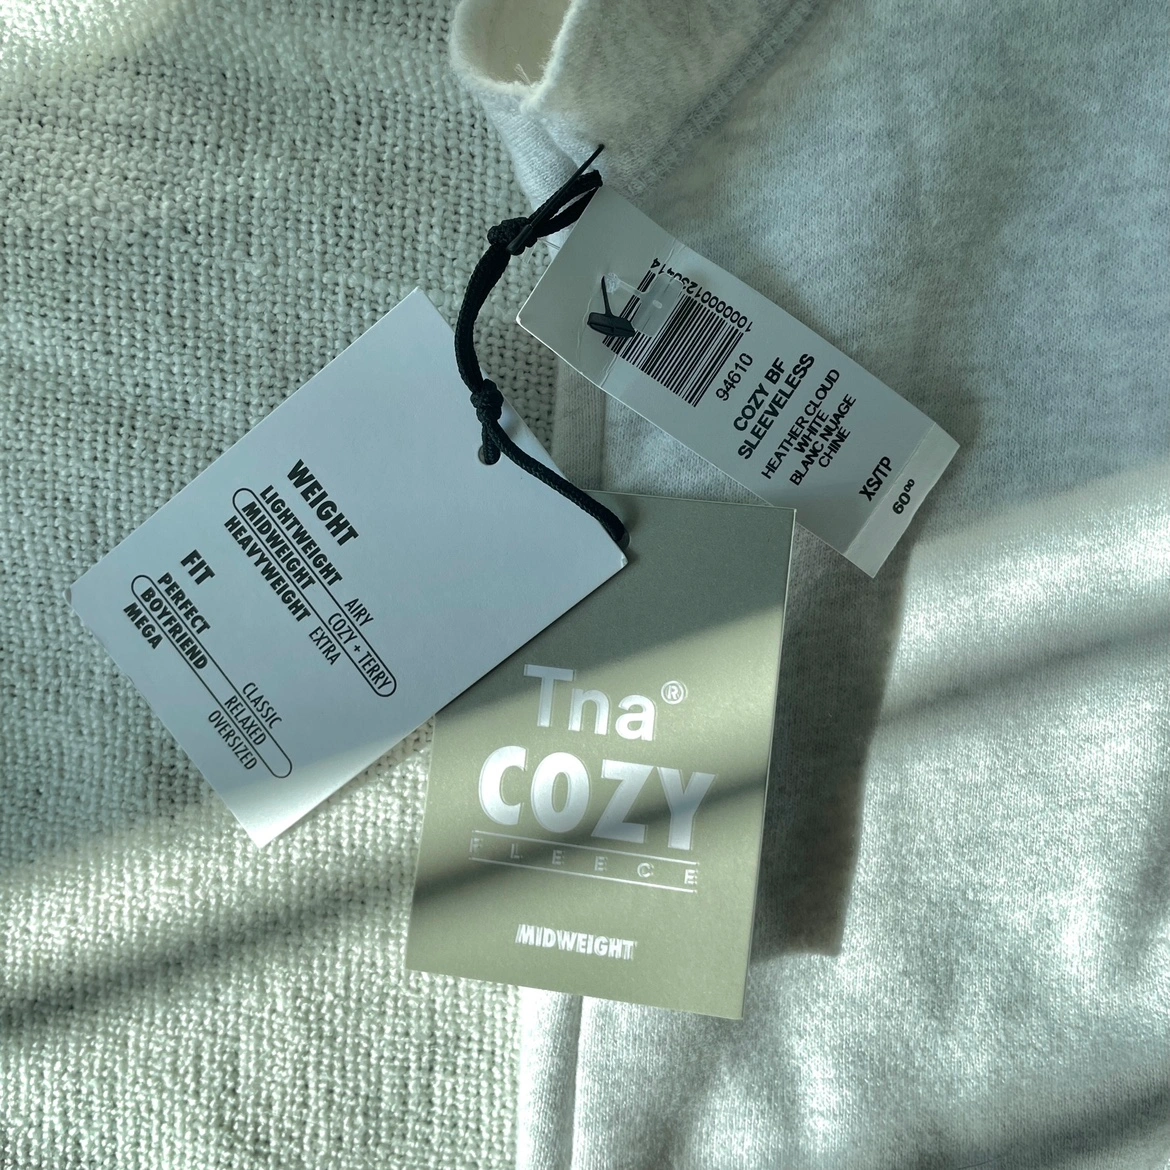 WEIGHT
LIGHTWEIGHT AIRY
MIDWEIGHT COZY + TERRY
HEAVYWEIGHT EXTRA
FIT
PERFECT CLASSIC
BOYFRIEND RELAXED
MEGA OVERSIZED
94610
COZY BF
SLEEVELESS
HEATHER CLOUD
WHITE
BLANC NUAGE
CHINE
XS/TP
60⁰⁰
Tna®
COZY
FLEECE
MIDWEIGHT